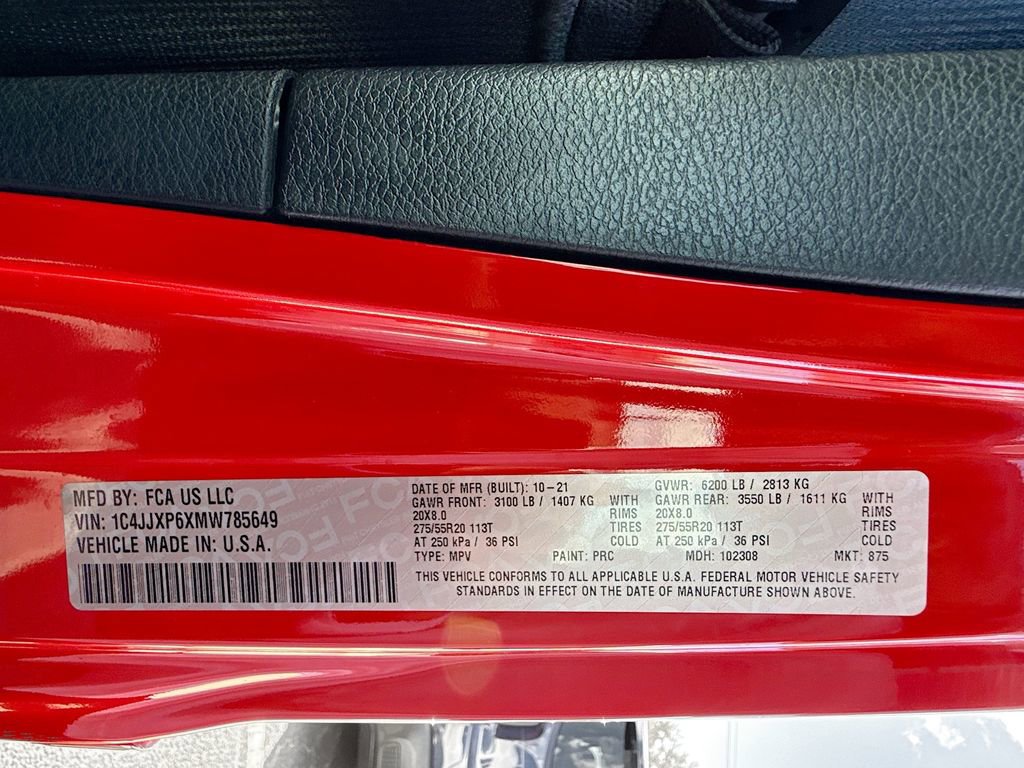 MFD BY: FCA US LLC
VIN: 1C4JJXP6XMW785649
VEHICLE MADE IN: U.S.A.
DATE OF MFR (BUILT): 10-21
GAWR FRONT: 3100 LB / 1407 KG WITH
20X8.0 RIMS
275/55R20 113T TIRES
AT 250 kPa / 36 PSI COLD
TYPE: MPV PAINT: PRC
GVWR: 6200 LB / 2813 KG
GAWR REAR: 3550 LB / 1611 KG WITH
20X8.0 RIMS
275/55R20 113T TIRES
AT 250 kPa / 36 PSI COLD
MDH: 102308 MKT: 875
THIS VEHICLE CONFORMS TO ALL APPLICABLE U.S.A. FEDERAL MOTOR VEHICLE SAFETY
STANDARDS IN EFFECT ON THE DATE OF MANUFACTURE SHOWN ABOVE.